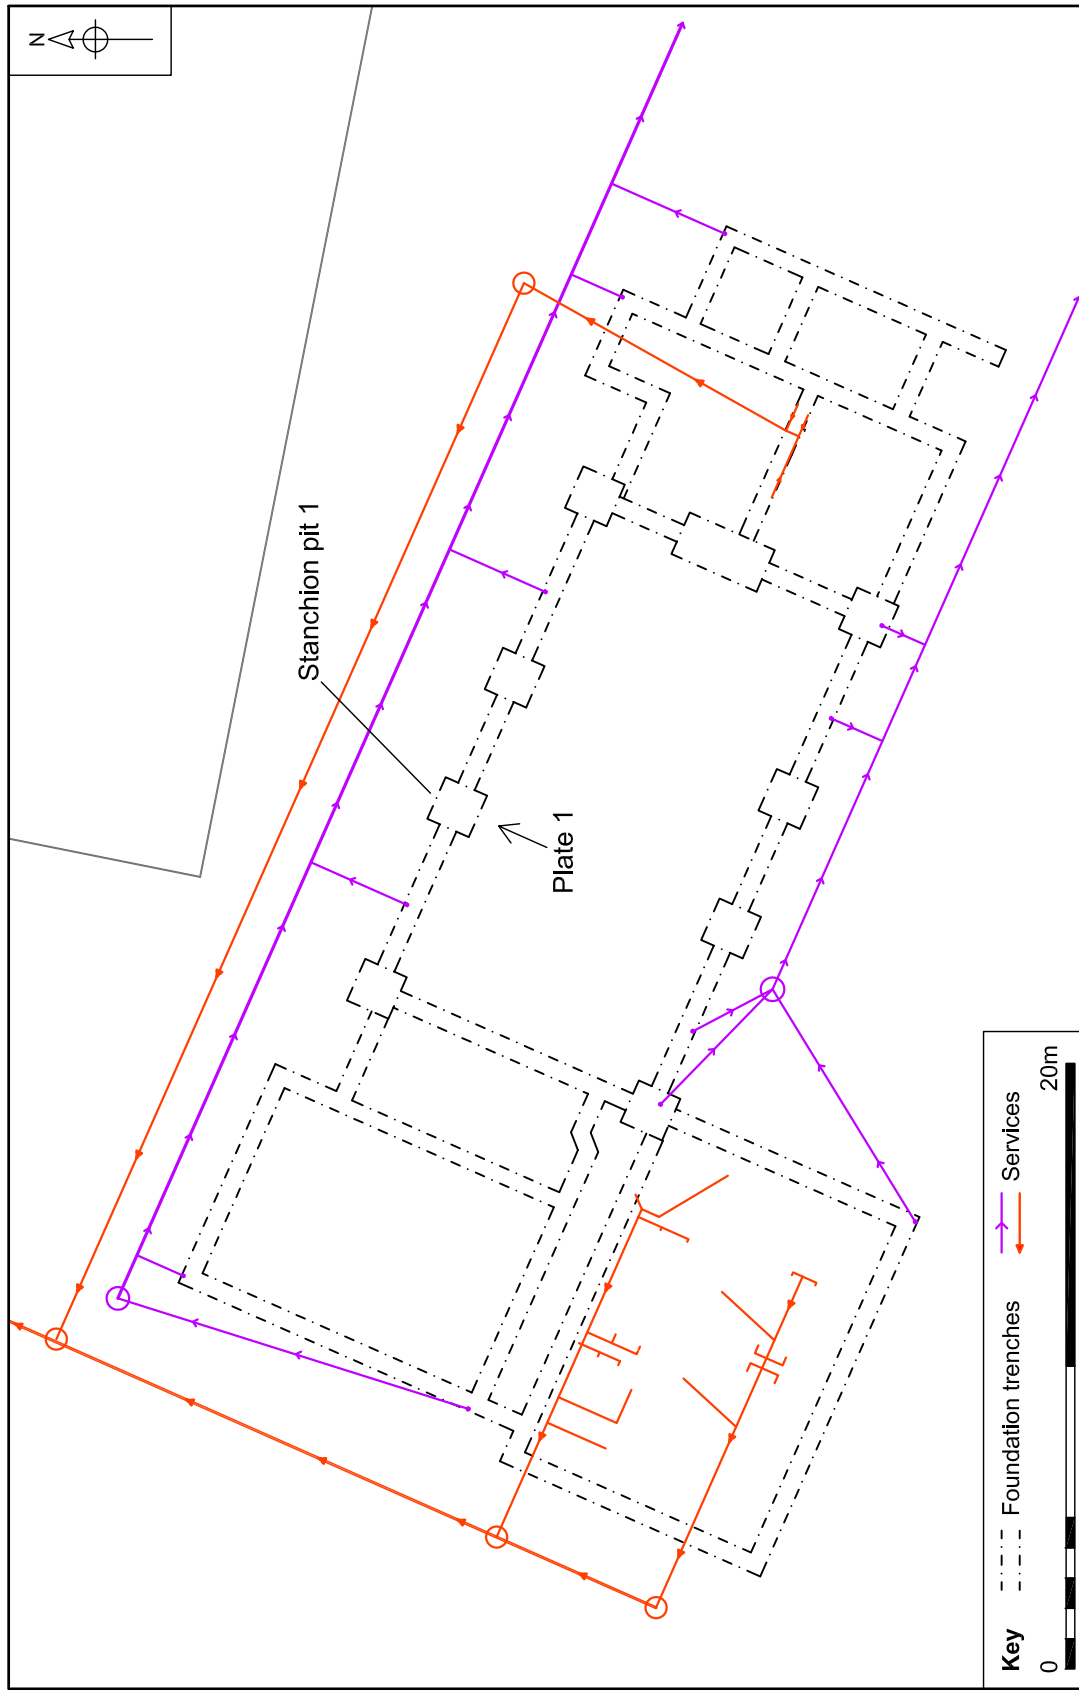 N
Stanchion pit 1
Plate 1
Key
Foundation trenches
Services
0
20m